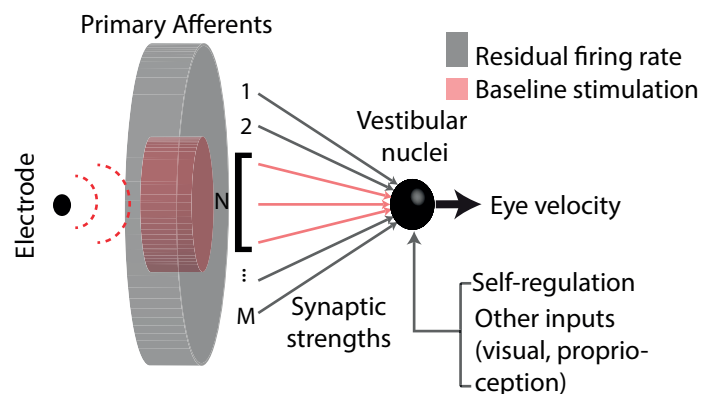 Primary Afferents
Residual firing rate
Baseline stimulation
Electrode
1
2
N
...
M
Vestibular
nuclei
Eye velocity
Synaptic
strengths
Self-regulation
Other inputs
(visual, proprio-
ception)